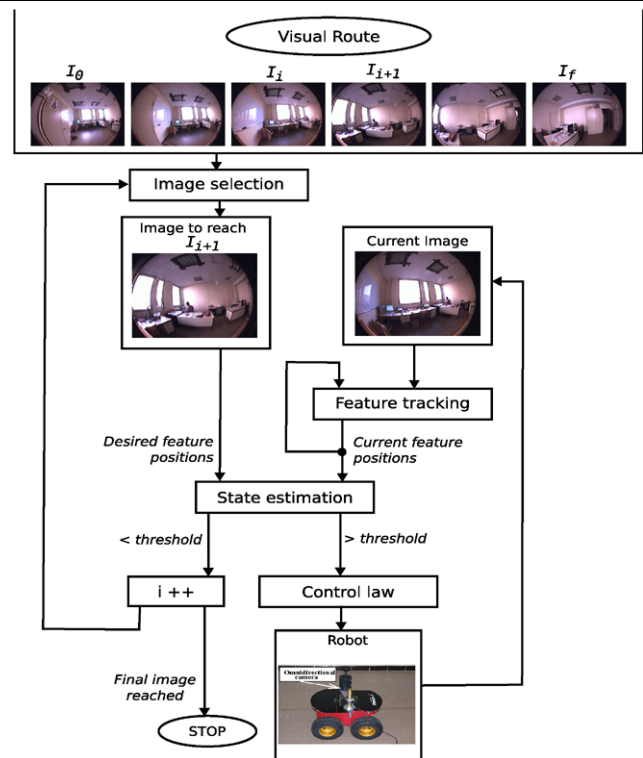 Visual Route
I0 Ii Ii+1 If
Image selection
Image to reach
Ii+1
Current Image
Feature tracking
Desired feature
positions
Current feature
positions
State estimation
< threshold
> threshold
i ++
Control law
Robot
Omnidirectional
camera
Final image
reached
STOP